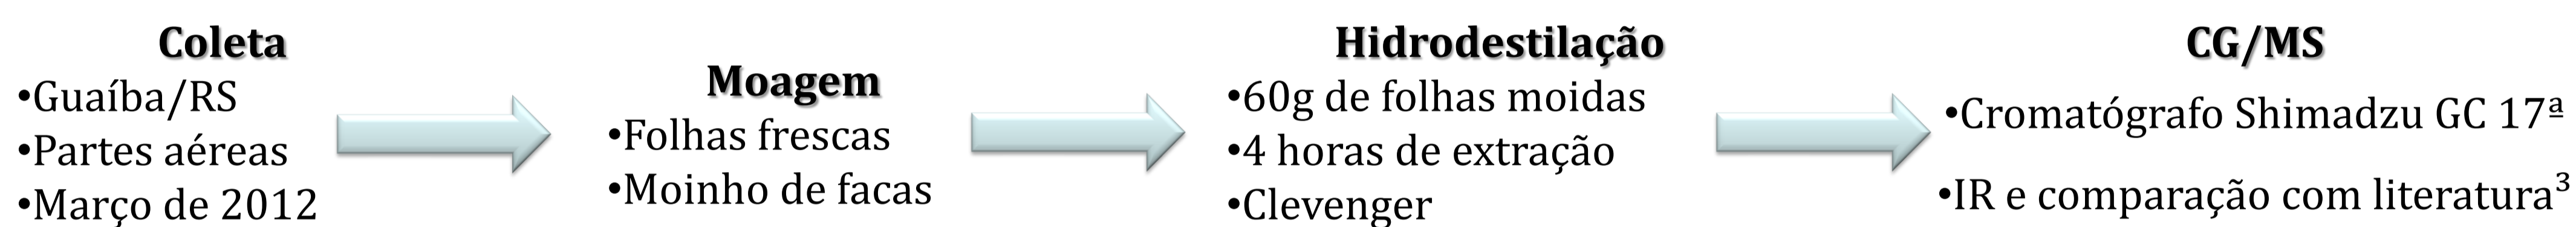 Coleta
•Guaíba/RS
•Partes aéreas
•Março de 2012
Moagem
•Folhas frescas
•Moinho de facas
Hidrodestilação
•60g de folhas moidas
•4 horas de extração
•Clevenger
CG/MS
•Cromatógrafo Shimadzu GC 17ª
•IR e comparação com literatura³